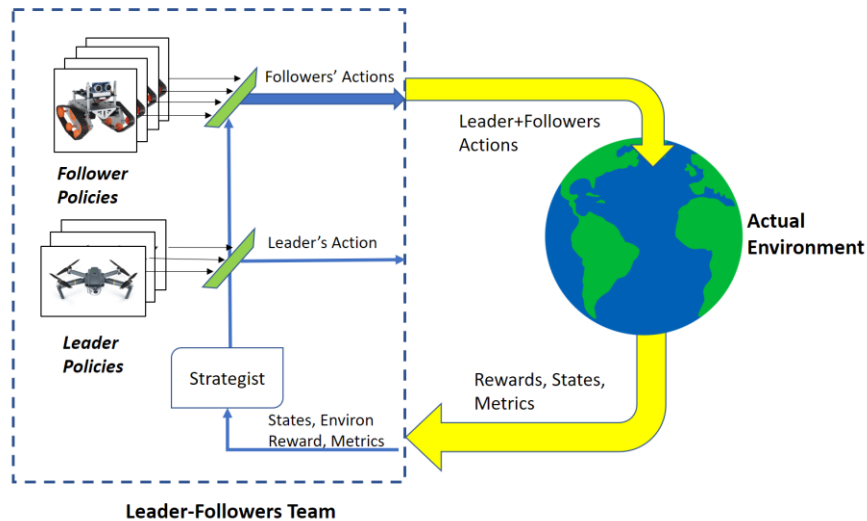 Followers' Actions
Leader+Followers
Actions
Follower
Policies
Leader's Action
Actual
Environment
Leader
Policies
Strategist
Rewards, States,
Metrics
States, Environ
Reward, Metrics
Leader-Followers Team